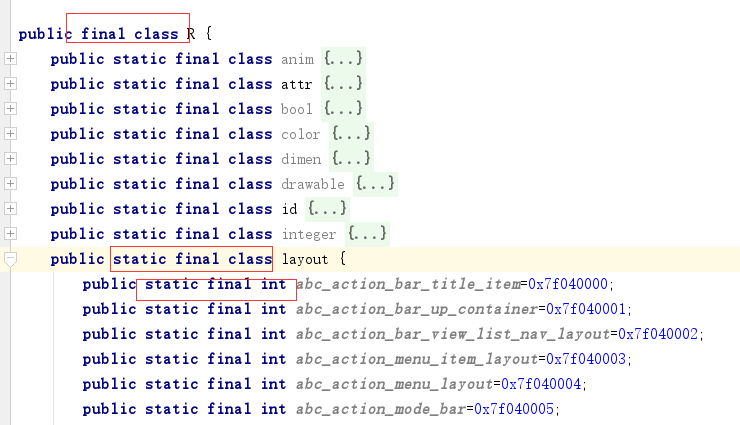 public final class R {
public static final class anim {...}
public static final class attr {...}
public static final class bool {...}
public static final class color {...}
public static final class dimen {...}
public static final class drawable {...}
public static final class id {...}
public static final class integer {...}
public static final class layout {
public static final int abc_action_bar_title_item=0x7f040000;
public static final int abc_action_bar_up_container=0x7f040001;
public static final int abc_action_bar_view_list_nav_layout=0x7f040002;
public static final int abc_action_menu_item_layout=0x7f040003;
public static final int abc_action_menu_layout=0x7f040004;
public static final int abc_action_mode_bar=0x7f040005;